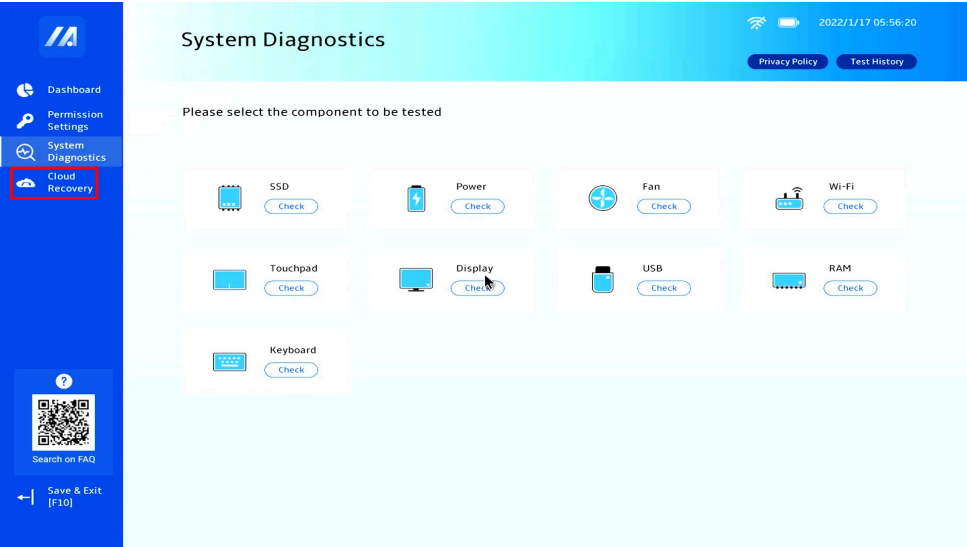 System Diagnostics
2022/1/17 05:56:20
Privacy Policy
Test History
Dashboard
Permission
Settings
System
Diagnostics
Cloud
Recovery
Please select the component to be tested
SSD
Check
Power
Check
Fan
Check
Wi-Fi
Check
Touchpad
Check
Display
Check
USB
Check
RAM
Check
Keyboard
Check
?
Search on FAQ
Save & Exit
[F10]